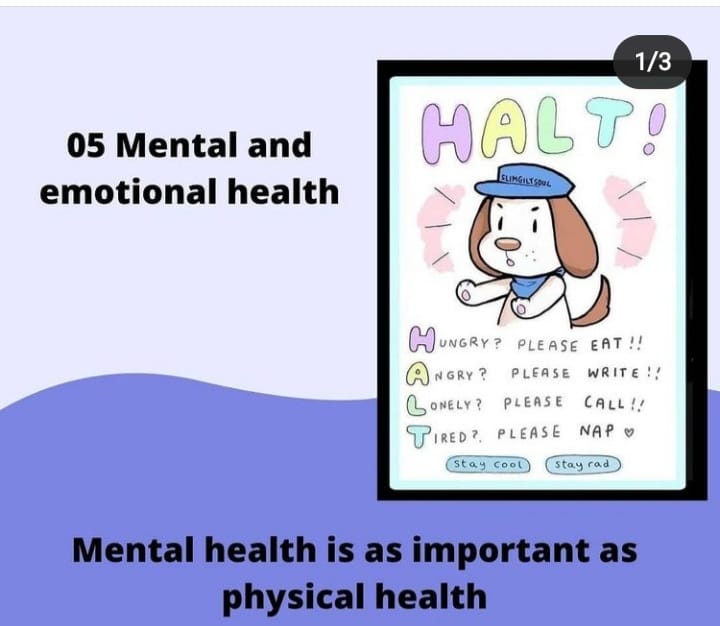 1/3
05 Mental and
emotional health
HALT!
SLIMGILTSOUL
HUNGRY? PLEASE EAT!!
ANGRY? PLEASE WRITE!!
LONELY? PLEASE CALL!!
TIRED?. PLEASE NAP ♡
stay cool
stay rad
Mental health is as important as
physical health